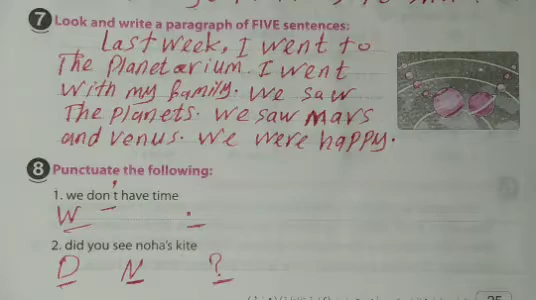 7 Look and write a paragraph of FIVE sentences:
Last week, I went to
The Planetarium. I went
with my family. we saw
The planets. we saw mars
and venus. we were happy.
8 Punctuate the following:
1. we don't have time
W .
2. did you see noha's kite
D N ?
25